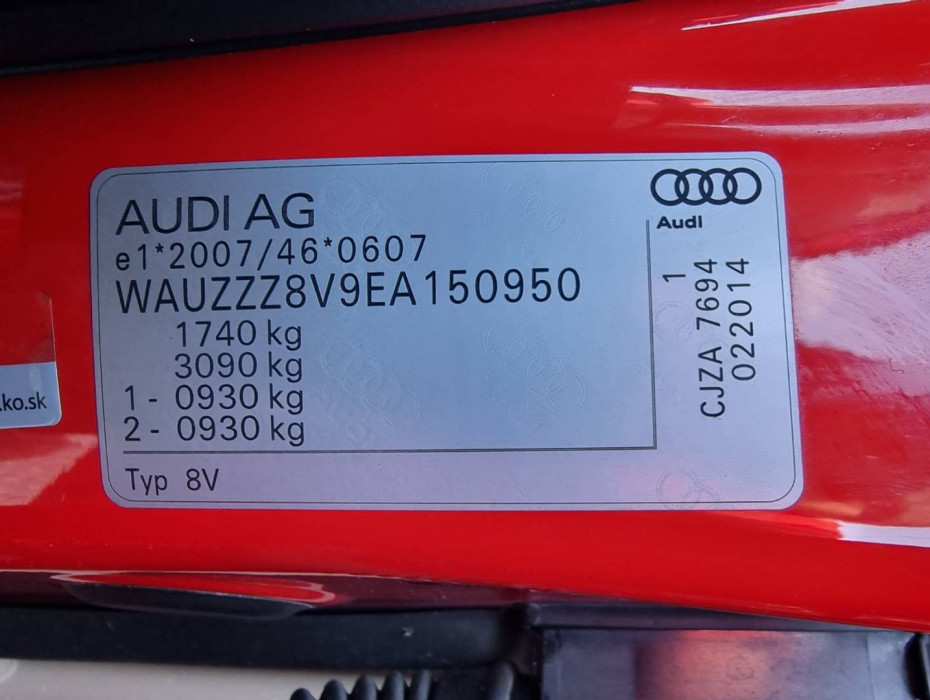 AUDI AG
e1*2007/46*0607
WAUZZZ8V9EA150950
1740 kg
3090 kg
1 - 0930 kg
2 - 0930 kg
Typ 8V
Audi
1
CJZA 7694
022014
ko.sk